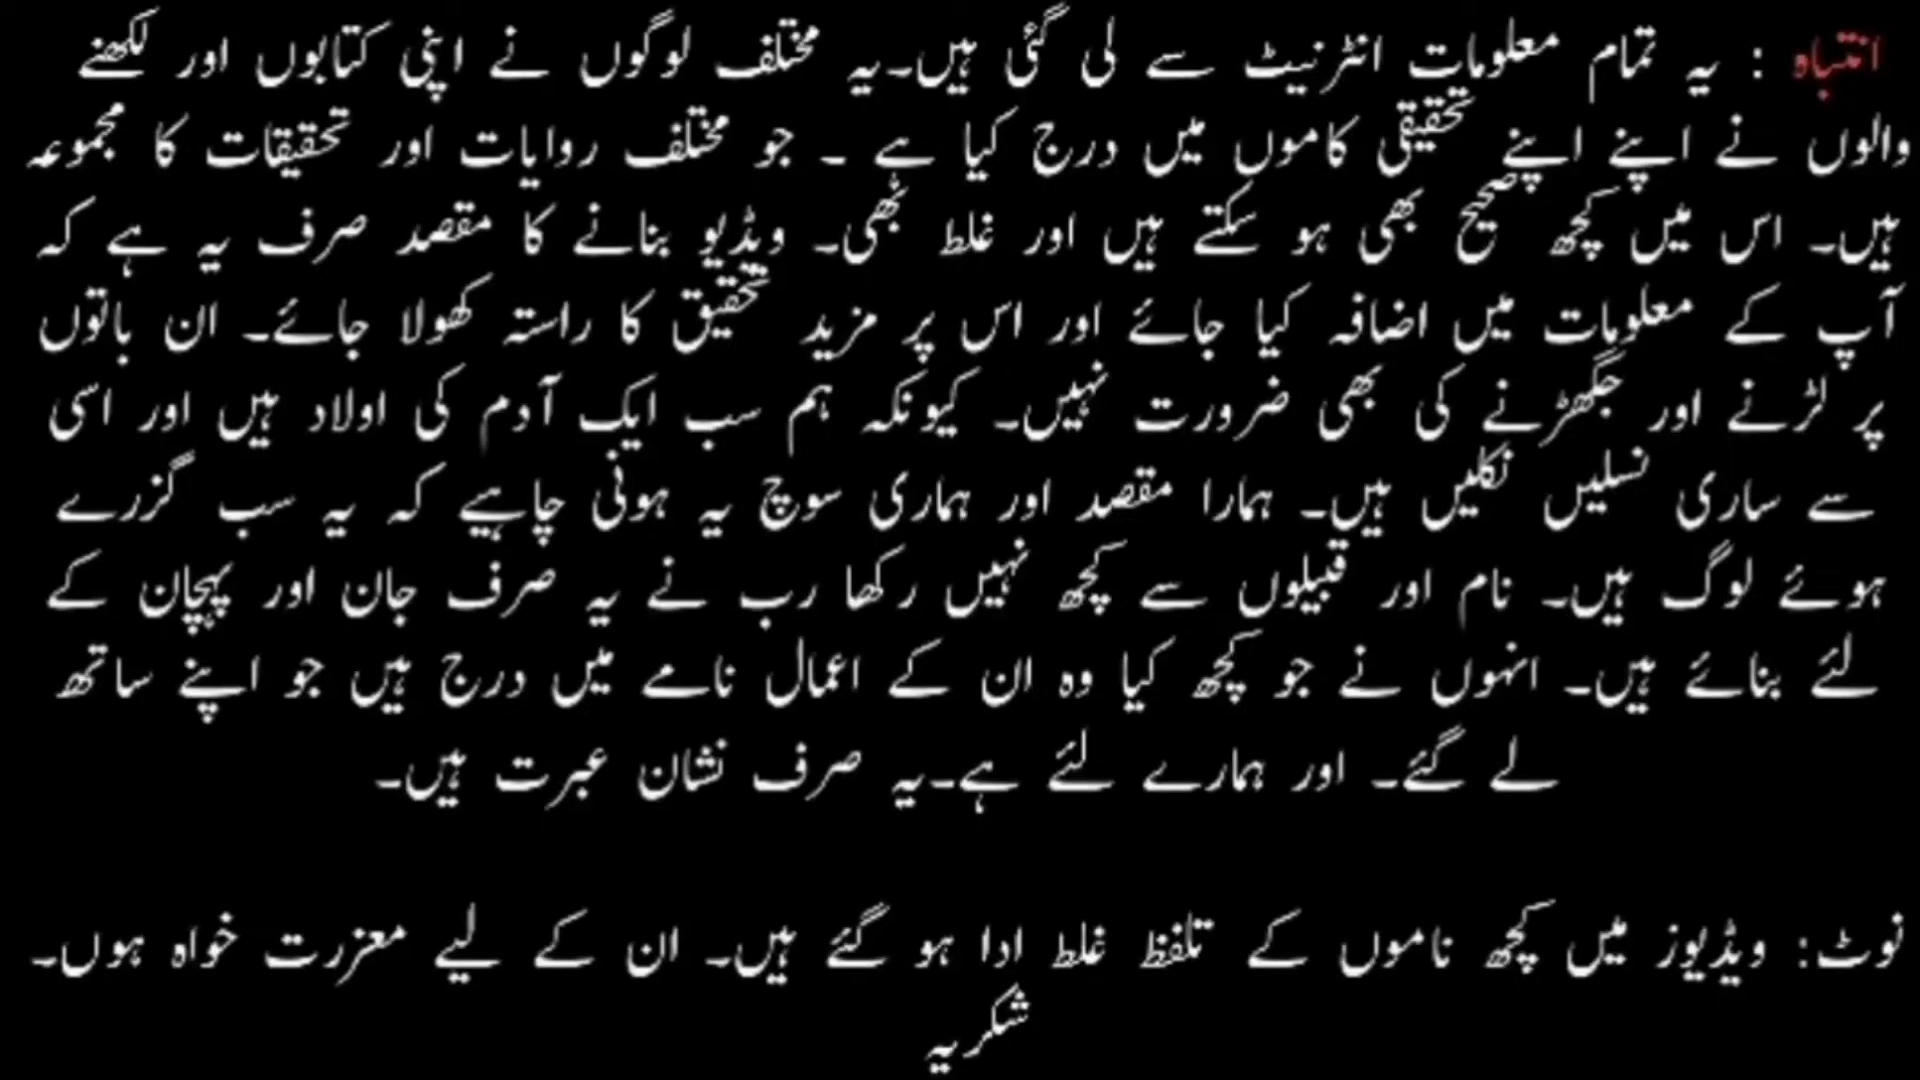 انتباہ : یہ تمام معلومات انٹرنیٹ سے لی گئی ہیں۔یہ مختلف لوگوں نے اپنی کتابوں اور لکھنے
والوں نے اپنے اپنے تحقیقی کاموں میں درج کیا ہے ۔ جو مختلف روایات اور تحقیقات کا مجموعہ
ہیں۔ اس میں کچھ صحیح بھی ہو سکتے ہیں اور غلط بھی۔ ویڈیو بنانے کا مقصد صرف یہ ہے کہ
آپ کے معلومات میں اضافہ کیا جائے اور اس پر مزید تحقیق کا راستہ کھولا جائے۔ ان باتوں
پر لڑنے اور جگھڑنے کی بھی ضرورت نہیں۔ کیونکہ ہم سب ایک آدم کی اولاد ہیں اور اسی
سے ساری نسلیں نکلیں ہیں۔ ہمارا مقصد اور ہماری سوچ یہ ہونی چاہیے کہ یہ سب گزرے
ہوئے لوگ ہیں۔ نام اور قبیلوں سے کچھ نہیں رکھا رب نے یہ صرف جان اور پہچان کے
لئے بنائے ہیں۔ انہوں نے جو کچھ کیا وہ ان کے اعمال نامے میں درج ہیں جو اپنے ساتھ
لے گئے۔ اور ہمارے لئے ہے۔یہ صرف نشان عبرت ہیں۔
نوٹ: ویڈیوز میں کچھ ناموں کے تلفظ غلط ادا ہو گئے ہیں۔ ان کے لیے معزرت خواہ ہوں۔
شکریہ